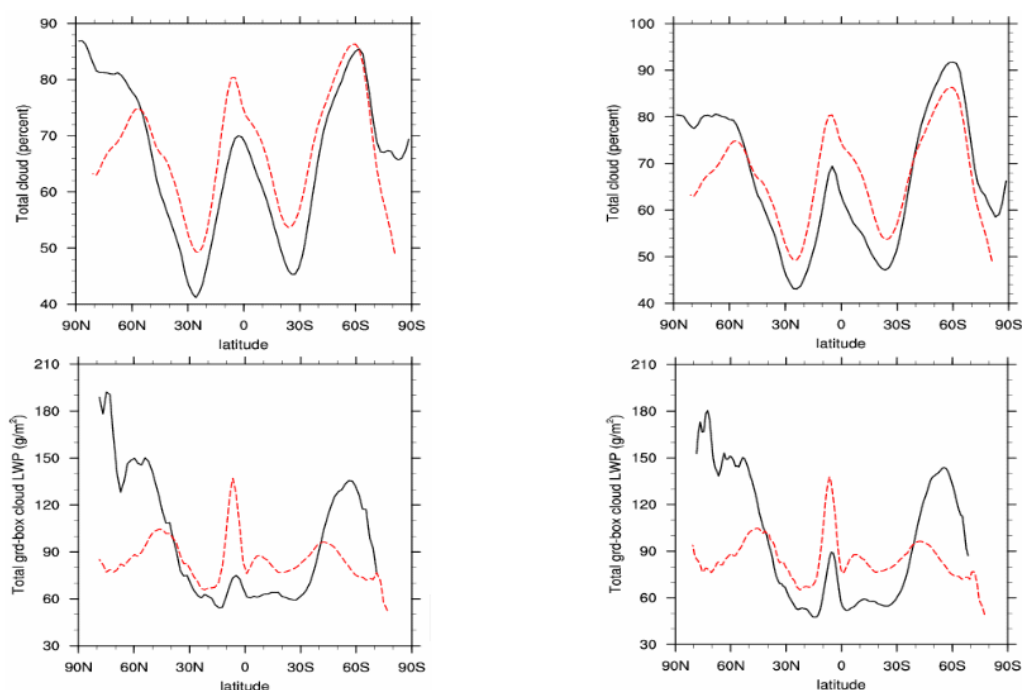 90
80
70
60
50
40
Total cloud (percent)
90N 60N 30N 0 30S 60S 90S
latitude
100
90
80
70
60
50
40
Total cloud (percent)
90N 60N 30N 0 30S 60S 90S
latitude
210
180
150
120
90
60
30
Total grd-box cloud LWP (g/m²)
90N 60N 30N 0 30S 60S 90S
latitude
210
180
150
120
90
60
30
Total grd-box cloud LWP (g/m²)
90N 60N 30N 0 30S 60S 90S
latitude